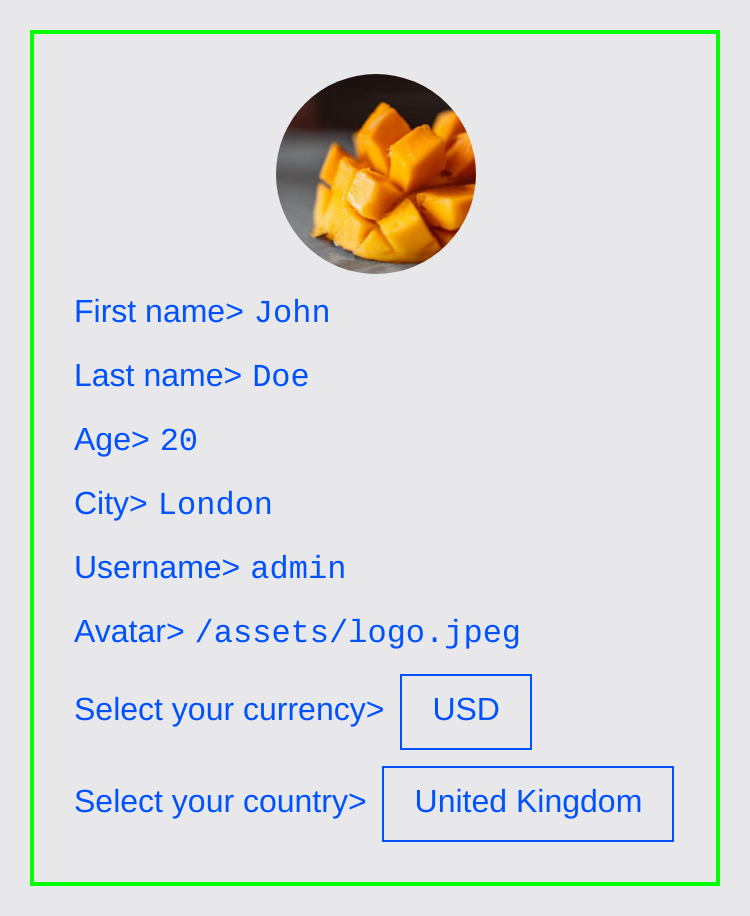 First name> John
Last name> Doe
Age> 20
City> London
Username> admin
Avatar> /assets/logo.jpeg
Select your currency> USD
Select your country> United Kingdom